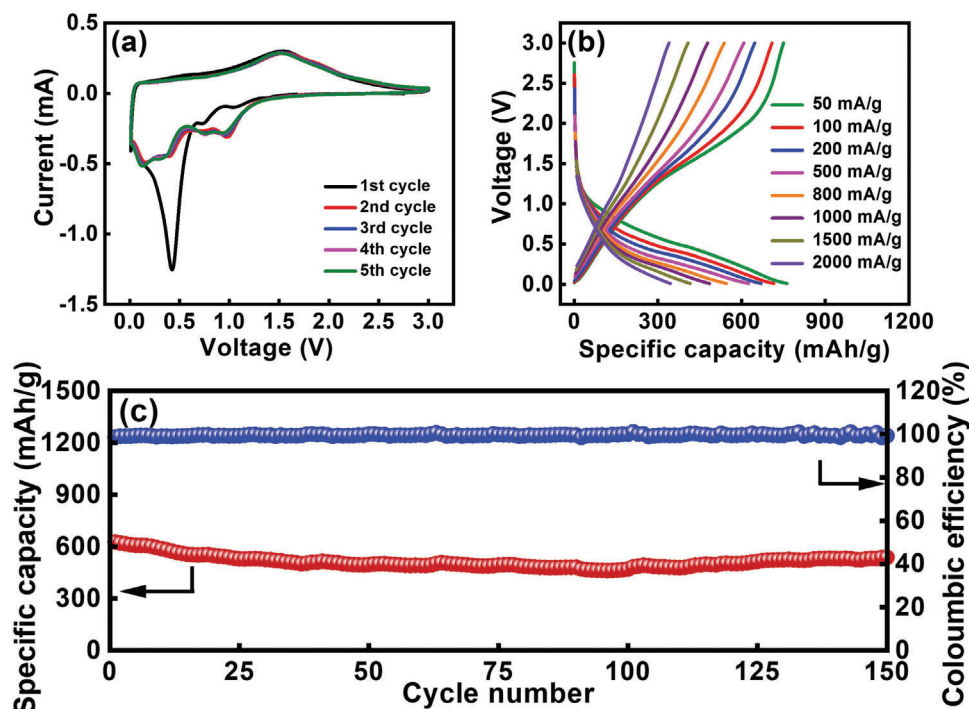 (a)
0.5
0.0
-0.5
-1.0
-1.5
Current (mA)
1st cycle
2nd cycle
3rd cycle
4th cycle
5th cycle
0.0 0.5 1.0 1.5 2.0 2.5 3.0
Voltage (V)
(b)
3.0
2.5
2.0
1.5
1.0
0.5
0.0
Voltage (V)
50 mA/g
100 mA/g
200 mA/g
500 mA/g
800 mA/g
1000 mA/g
1500 mA/g
2000 mA/g
0 300 600 900 1200
Specific capacity (mAh/g)
(c)
1500
1200
900
600
300
0
Specific capacity (mAh/g)
120
100
80
60
40
20
0
Coloumbic efficiency (%)
0 25 50 75 100 125 150
Cycle number